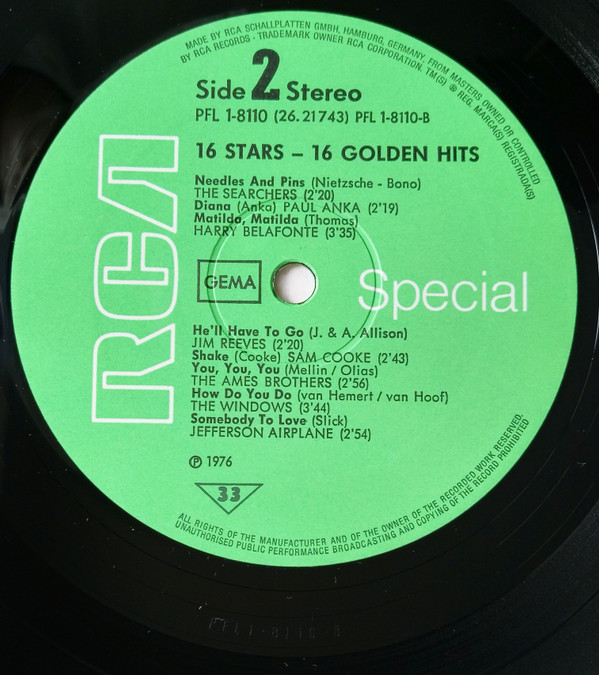 MADE BY RCA SCHALLPLATTEN GMBH, HAMBURG, GERMANY, FROM MASTERS OWNED OR CONTROLLED
BY RCA RECORDS · TRADEMARK OWNER RCA CORPORATION, TM(S) ® REG. MARCA(S) REGISTRADA(S)
Side 2 Stereo
PFL 1-8110 (26.21743) PFL 1-8110-B
16 STARS – 16 GOLDEN HITS
RCA
Needles And Pins (Nietzsche - Bono)
THE SEARCHERS (2'20)
Diana (Anka) PAUL ANKA (2'19)
Matilda, Matilda (Thomas)
HARRY BELAFONTE (3'35)
GEMA
Special
He'll Have To Go (J. & A. Allison)
JIM REEVES (2'20)
Shake (Cooke) SAM COOKE (2'43)
You, You, You (Mellin / Olias)
THE AMES BROTHERS (2'56)
How Do You Do (van Hemert / van Hoof)
THE WINDOWS (3'44)
Somebody To Love (Slick)
JEFFERSON AIRPLANE (2'54)
℗ 1976
33
ALL RIGHTS OF THE MANUFACTURER AND OF THE OWNER OF THE RECORDED WORK RESERVED.
UNAUTHORISED PUBLIC PERFORMANCE BROADCASTING AND COPYING OF THE RECORD PROHIBITED